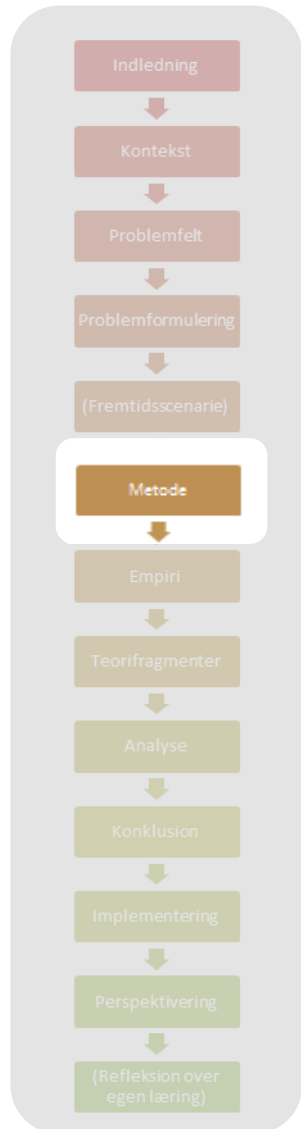 Indledning
Kontekst
Problemfelt
Problemformulering
(Fremtidsscenarie)
Metode
Empiri
Teorifragmenter
Analyse
Konklusion
Implementering
Perspektivering
(Refleksion over
egen læring)